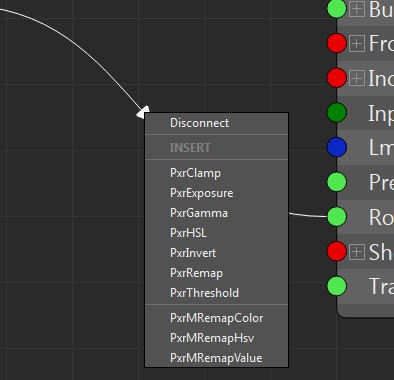 Disconnect
INSERT
PxrClamp
PxrExposure
PxrGamma
PxrHSL
PxrInvert
PxrRemap
PxrThreshold
PxrMRemapColor
PxrMRemapHsv
PxrMRemapValue
Bu
Fro
Inp
Lm
Pre
Ro
Sh
Tra